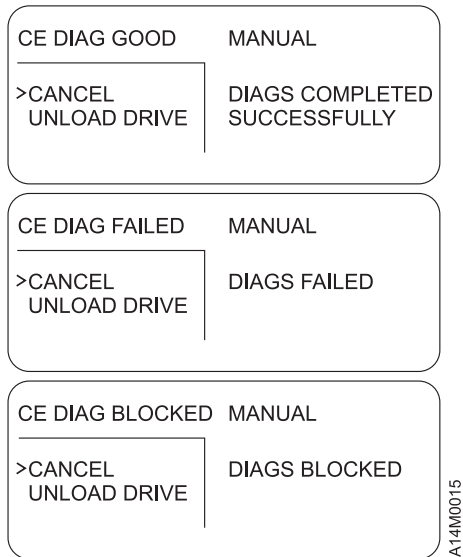 CE DIAG GOOD MANUAL
>CANCEL DIAGS COMPLETED
UNLOAD DRIVE SUCCESSFULLY
CE DIAG FAILED MANUAL
>CANCEL DIAGS FAILED
UNLOAD DRIVE
CE DIAG BLOCKED MANUAL
>CANCEL DIAGS BLOCKED
UNLOAD DRIVE
A14M0015